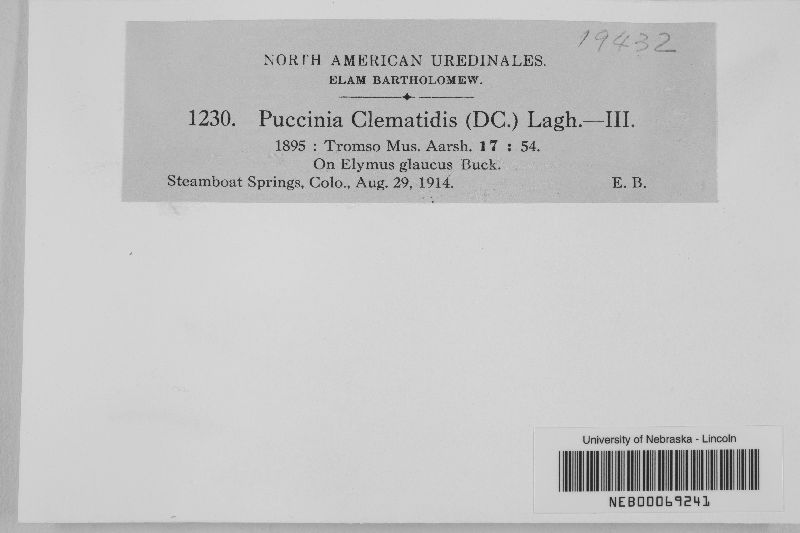 19432
NORTH AMERICAN UREDINALES.
ELAM BARTHOLOMEW.
1230. Puccinia Clematidis (DC.) Lagh.—III.
1895 : Tromso Mus. Aarsh. 17 : 54.
On Elymus glaucus Buck.
Steamboat Springs, Colo., Aug. 29, 1914. E. B.
University of Nebraska - Lincoln
NEB00069241